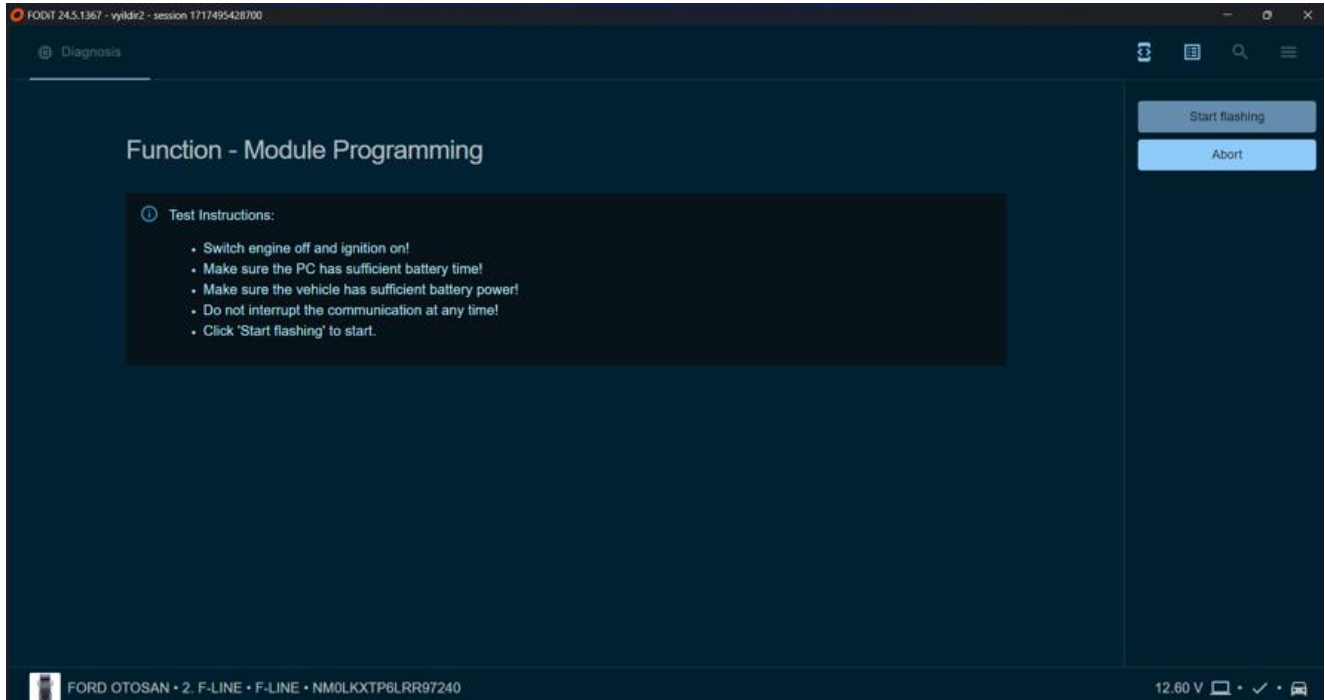 FODiT 24.5.1367 - vyildir2 - session 1717495428700
Diagnosis
Start flashing
Abort
Function - Module Programming
Test Instructions:
• Switch engine off and ignition on!
• Make sure the PC has sufficient battery time!
• Make sure the vehicle has sufficient battery power!
• Do not interrupt the communication at any time!
• Click 'Start flashing' to start.
FORD OTOSAN • 2. F-LINE • F-LINE • NM0LKXTP6LRR97240
12.60 V